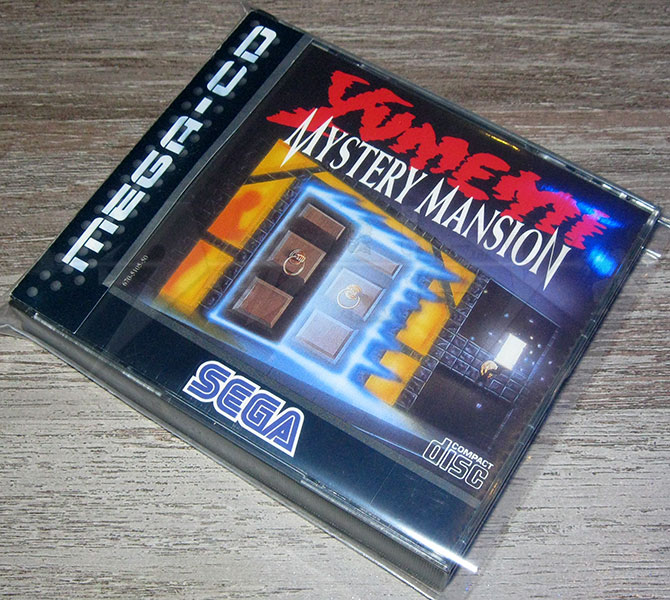 MEGA-CD
YUMEMI
MYSTERY MANSION
SEGA
COMPACT
disc